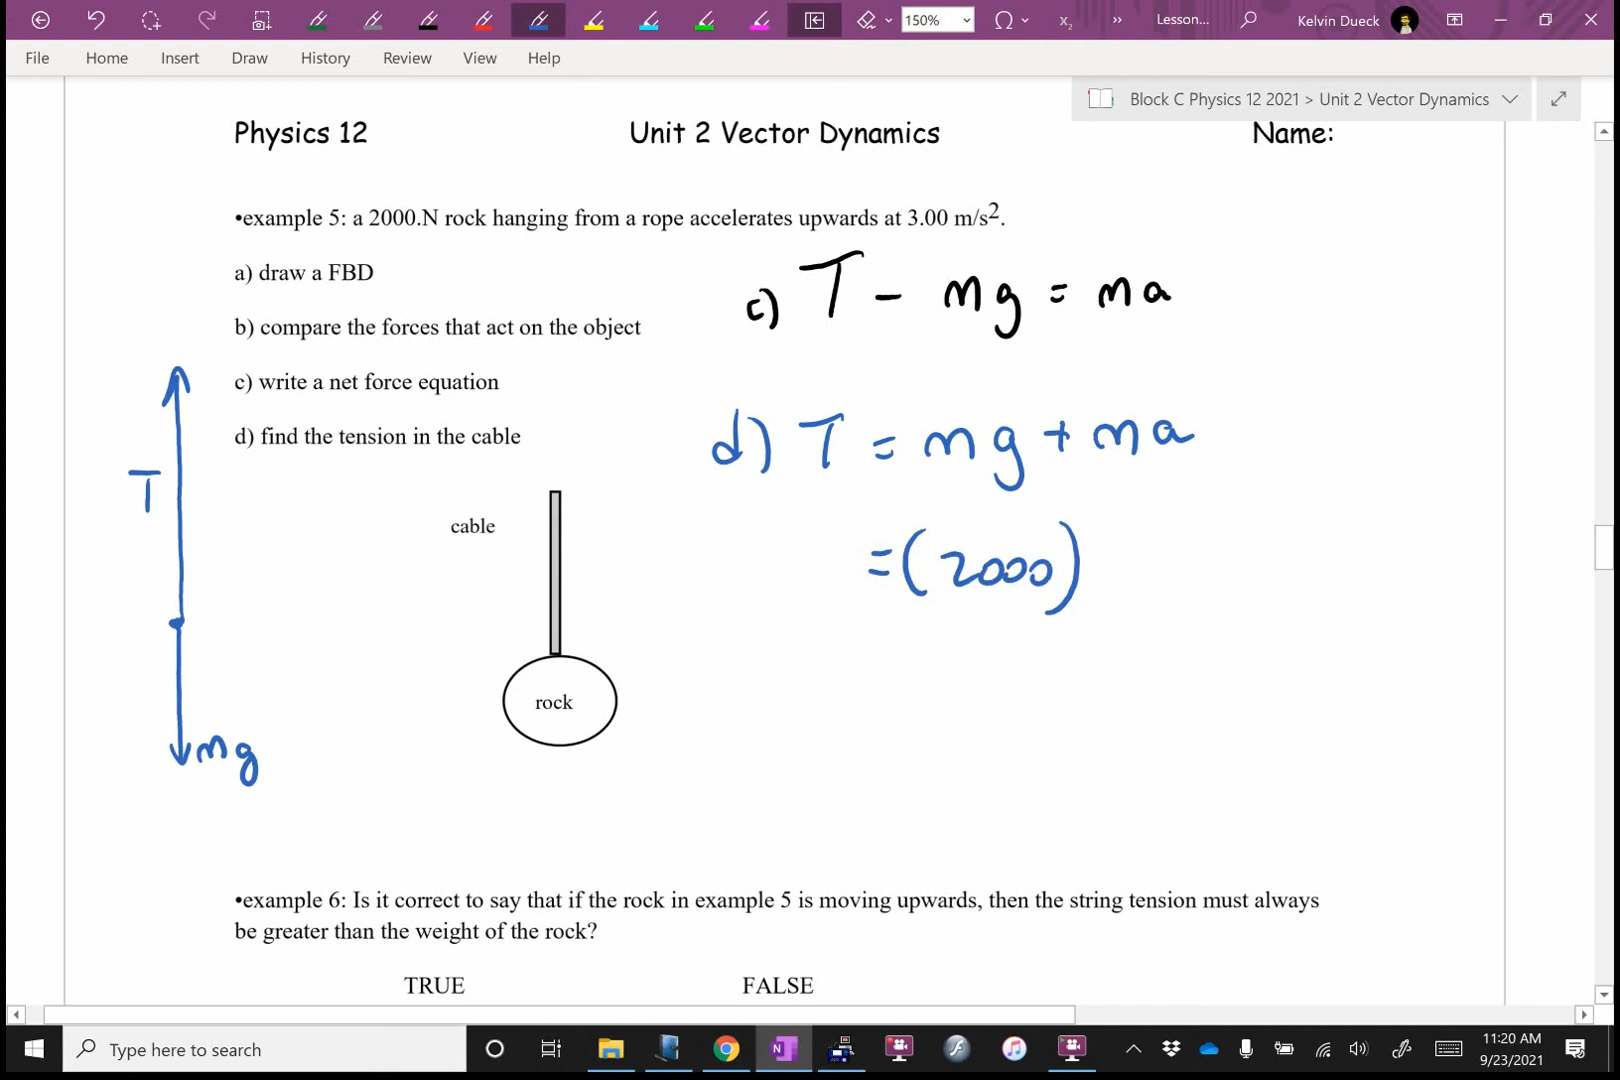 150%
Ω
x₂
»
Lesson...
Kelvin Dueck
File Home Insert Draw History Review View Help
Block C Physics 12 2021 > Unit 2 Vector Dynamics
Physics 12 Unit 2 Vector Dynamics Name:
•example 5: a 2000.N rock hanging from a rope accelerates upwards at 3.00 m/s².
a) draw a FBD
c) T - mg = ma
b) compare the forces that act on the object
c) write a net force equation
d) find the tension in the cable
d) T = mg + ma
T
cable
= (2000)
rock
mg
•example 6: Is it correct to say that if the rock in example 5 is moving upwards, then the string tension must always
be greater than the weight of the rock?
TRUE FALSE
Type here to search
N
11:20 AM
9/23/2021